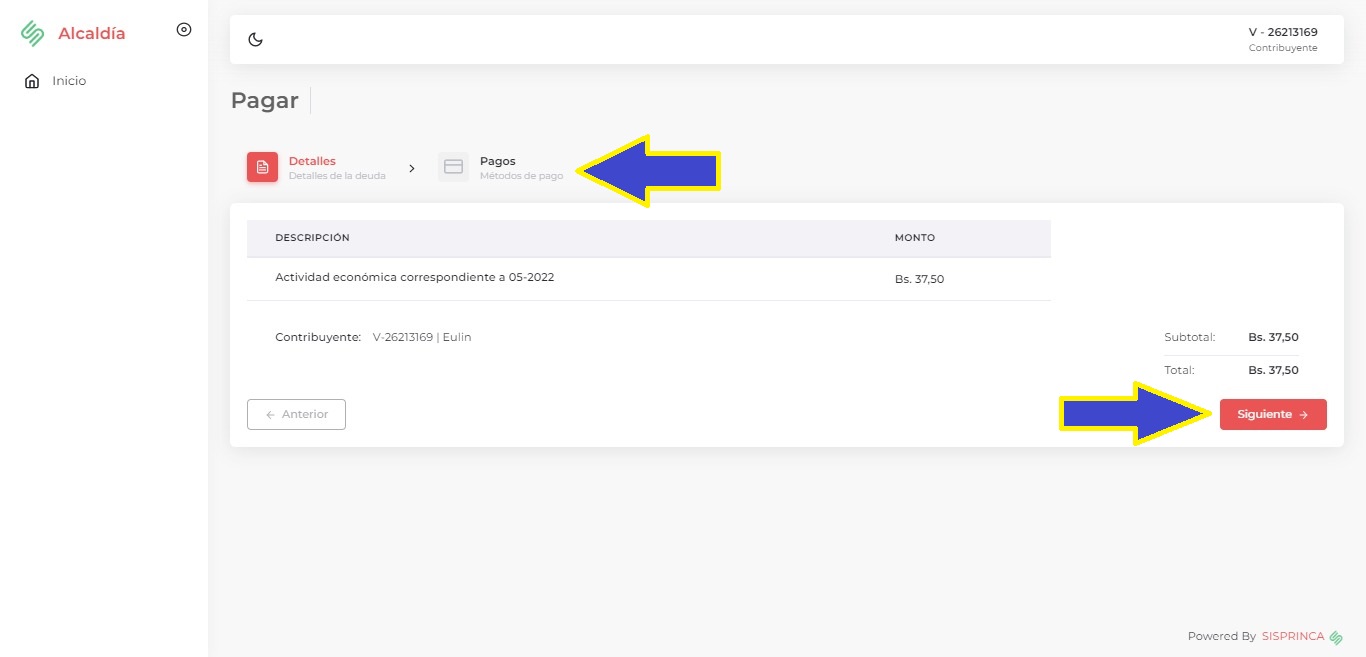 Alcaldía
Inicio
V - 26213169
Contribuyente
Pagar
Detalles
Detalles de la deuda
Pagos
Métodos de pago
DESCRIPCIÓN MONTO
Actividad económica correspondiente a 05-2022 Bs. 37,50
Contribuyente: V-26213169 | Eulin
Subtotal: Bs. 37,50
Total: Bs. 37,50
← Anterior
Siguiente →
Powered By SISPRINCA